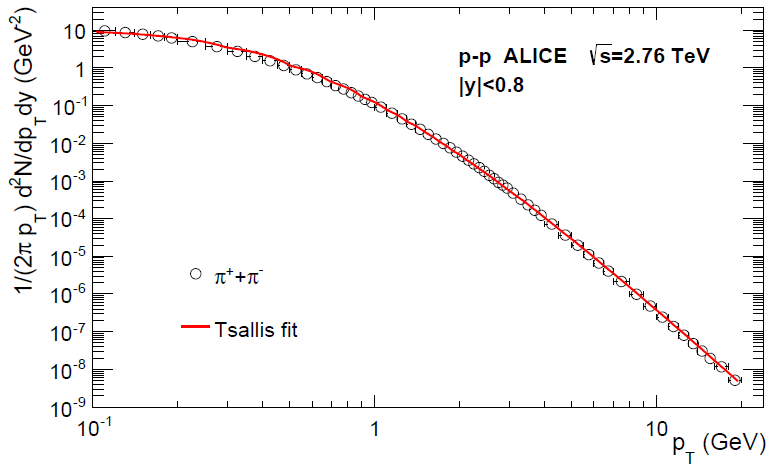 1/(2π p_T) d²N/dp_T dy (GeV⁻²)
10
1
10⁻¹
10⁻²
10⁻³
10⁻⁴
10⁻⁵
10⁻⁶
10⁻⁷
10⁻⁸
10⁻⁹
p-p ALICE √s=2.76 TeV
|y|<0.8
π⁺+π⁻
Tsallis fit
10⁻¹ 1 10
p_T (GeV)